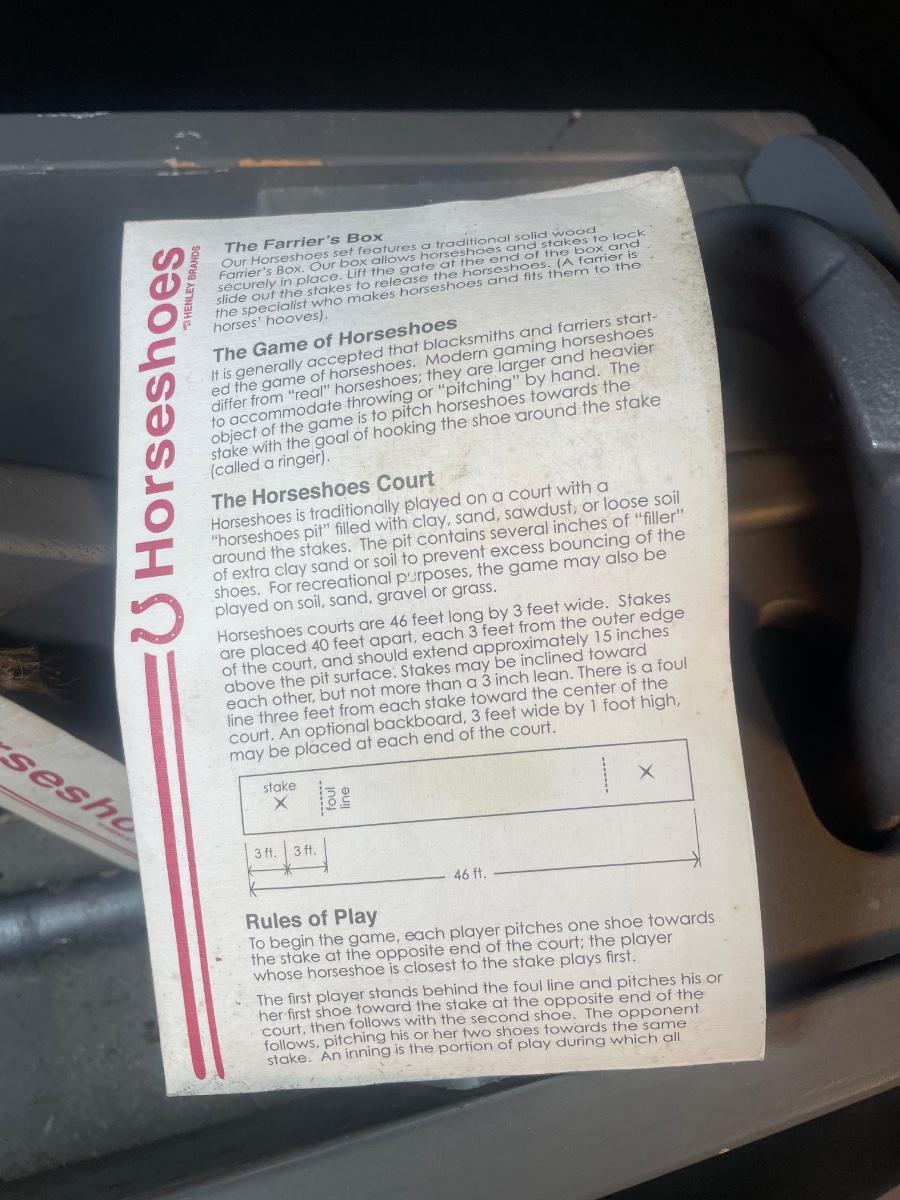 Horseshoes
HENLEY BRANDS
The Farrier's Box
Our Horseshoes set features a traditional solid wood
Farrier's Box. Our box allows horseshoes and stakes to lock
securely in place. Lift the gate at the end of the box and
slide out the stakes to release the horseshoes. (A farrier is
the specialist who makes horseshoes and fits them to the
horses' hooves).
The Game of Horseshoes
It is generally accepted that blacksmiths and farriers start-
ed the game of horseshoes. Modern gaming horseshoes
differ from "real" horseshoes; they are larger and heavier
to accommodate throwing or "pitching" by hand. The
object of the game is to pitch horseshoes towards the
stake with the goal of hooking the shoe around the stake
(called a ringer).
The Horseshoes Court
Horseshoes is traditionally played on a court with a
"horseshoes pit" filled with clay, sand, sawdust, or loose soil
around the stakes. The pit contains several inches of "filler"
of extra clay sand or soil to prevent excess bouncing of the
shoes. For recreational purposes, the game may also be
played on soil, sand, gravel or grass.
Horseshoes courts are 46 feet long by 3 feet wide. Stakes
are placed 40 feet apart, each 3 feet from the outer edge
of the court, and should extend approximately 15 inches
above the pit surface. Stakes may be inclined toward
each other, but not more than a 3 inch lean. There is a foul
line three feet from each stake toward the center of the
court. An optional backboard, 3 feet wide by 1 foot high,
may be placed at each end of the court.
stake
foul
line
3 ft. 3 ft.
46 ft.
Rules of Play
To begin the game, each player pitches one shoe towards
the stake at the opposite end of the court; the player
whose horseshoe is closest to the stake plays first.
The first player stands behind the foul line and pitches his or
her first shoe toward the stake at the opposite end of the
court, then follows with the second shoe. The opponent
follows, pitching his or her two shoes towards the same
stake. An inning is the portion of play during which all
rsesho